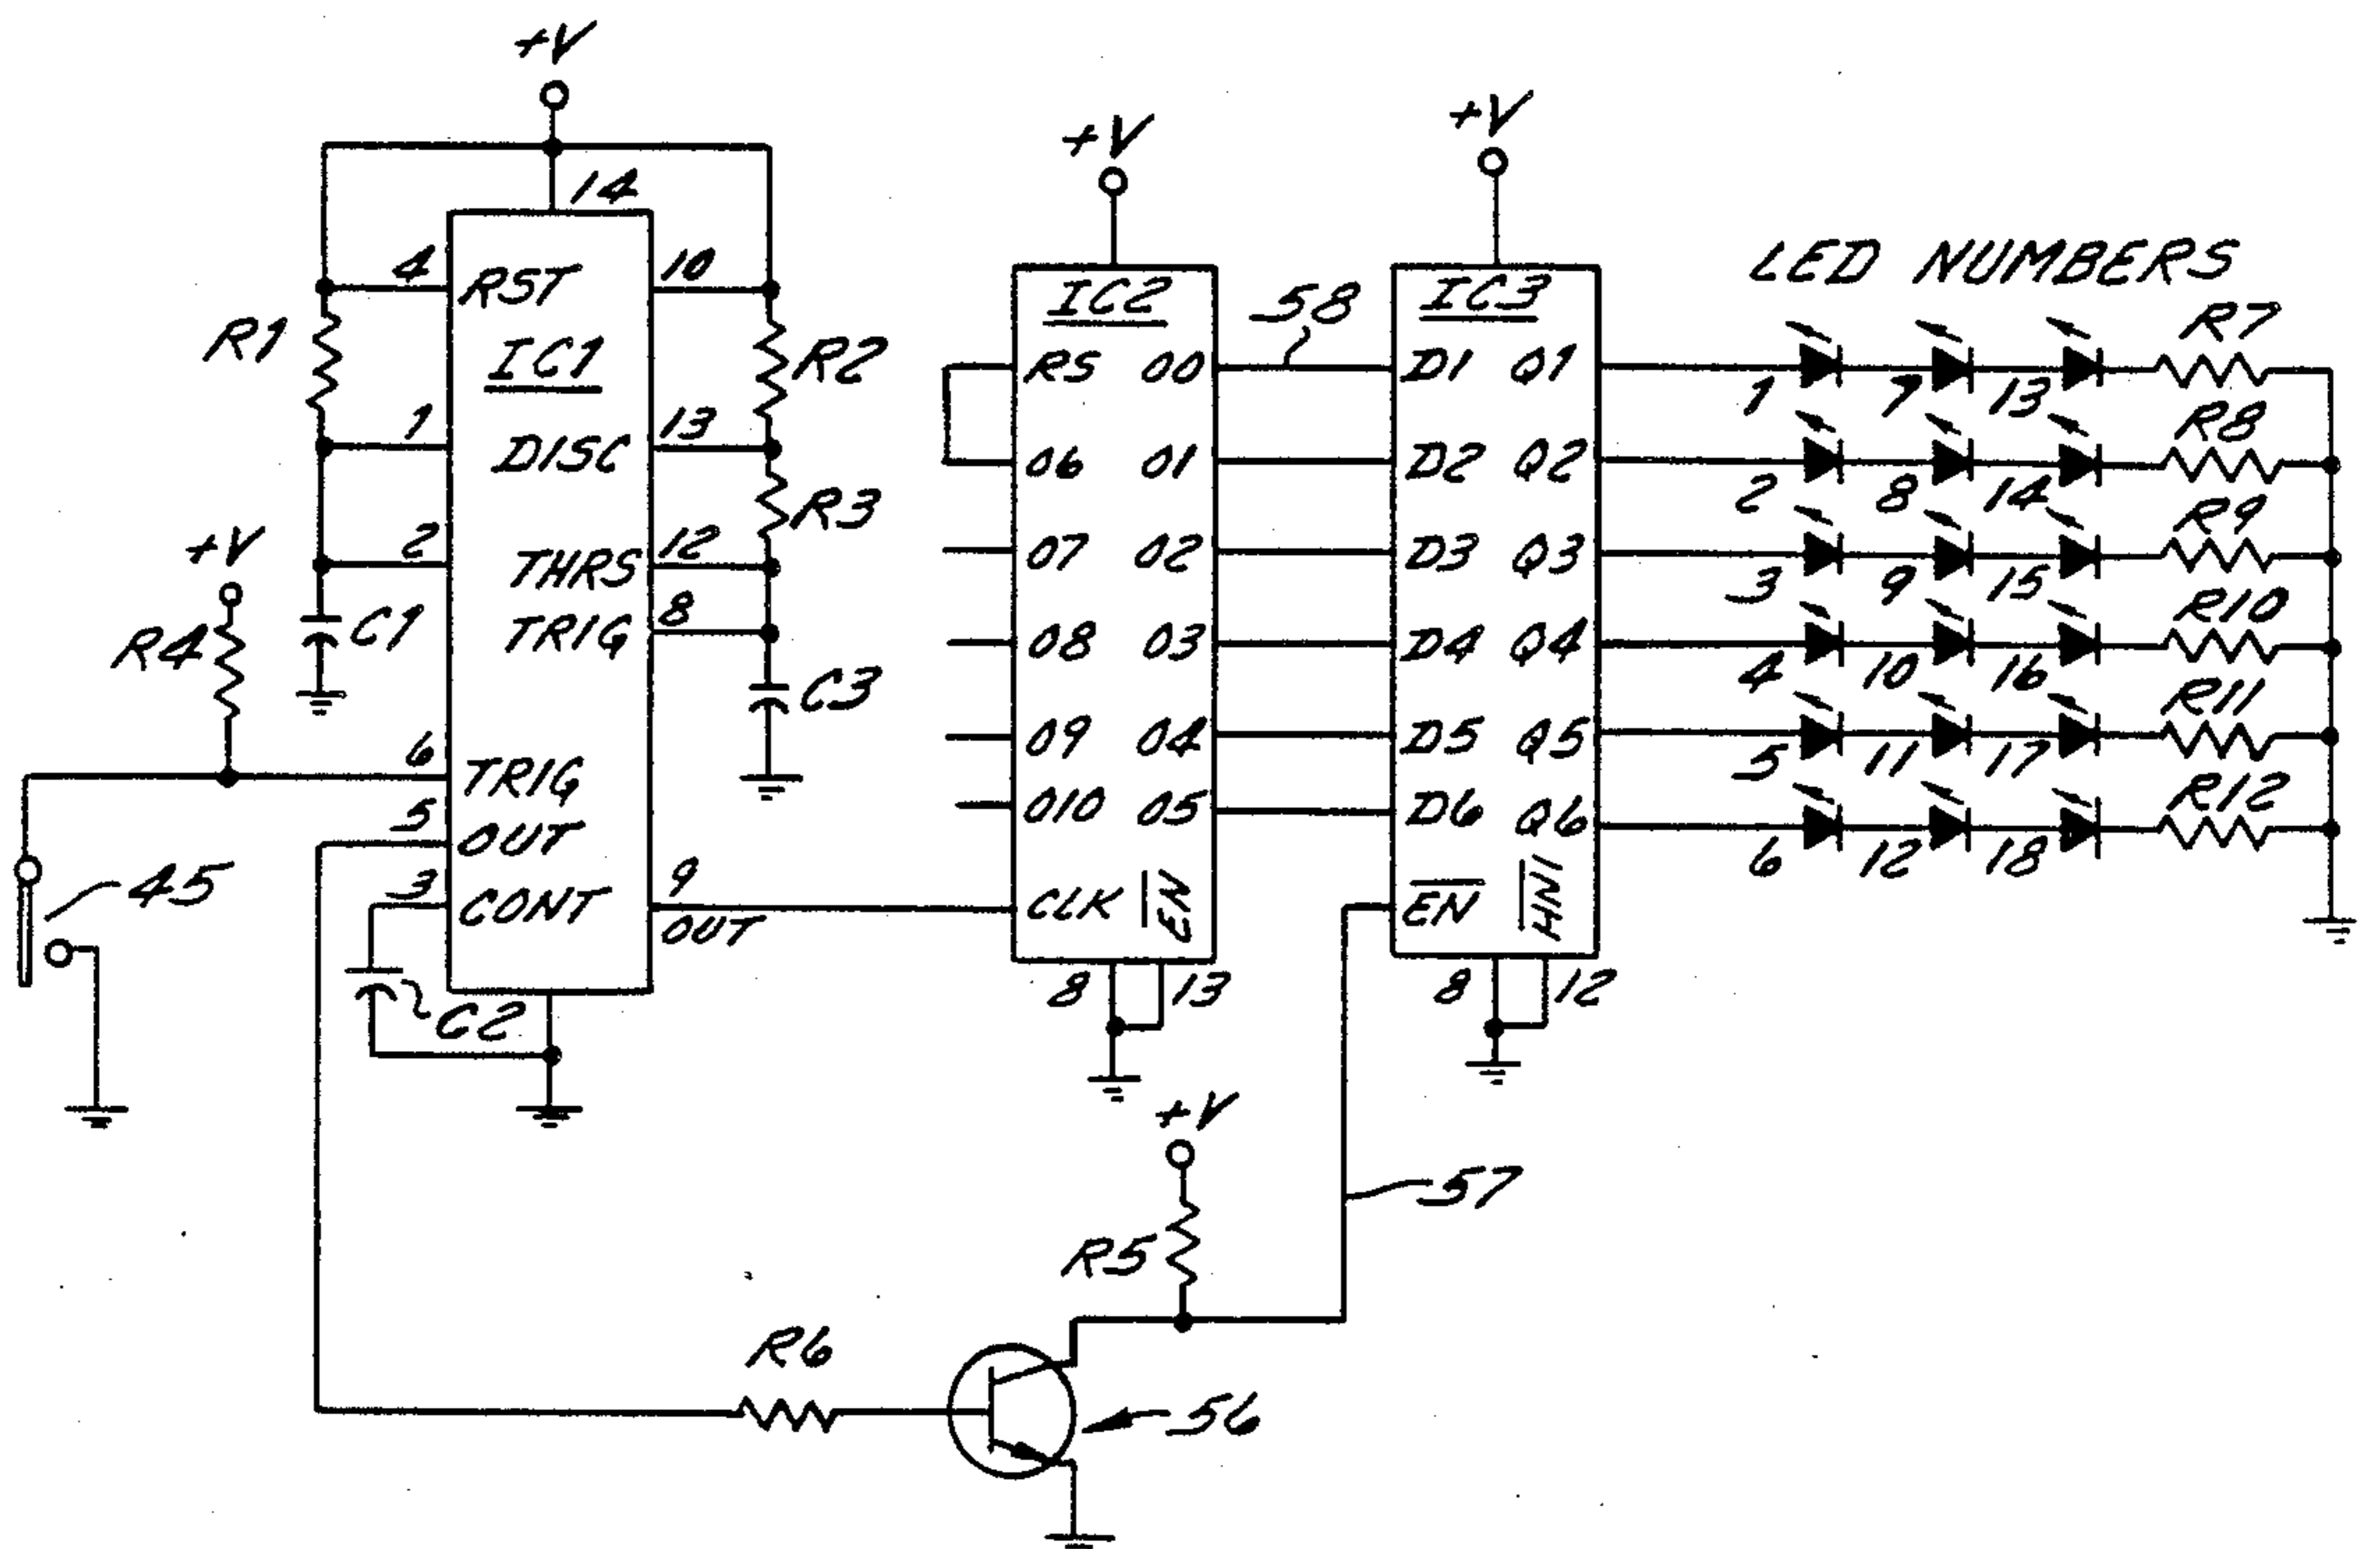 +V
+V
+V
14
4
RST
10
IC1
R1
R2
1
DISC
13
R3
2
THRS
12
C1
TRIG
8
C3
+V
R4
6
TRIG
5
OUT
3
CONT
9
OUT
45
C2
IC2
RS 00
06 01
07 02
08 03
09 04
010 05
CLK EN
8 13
58
IC3
D1 Q1
D2 Q2
D3 Q3
D4 Q4
D5 Q5
D6 Q6
EN INH
8 12
LED NUMBERS
1 7 13 R7
2 8 14 R8
3 9 15 R9
4 10 16 R10
5 11 17 R11
6 12 18 R12
+V
R5
57
R6
56